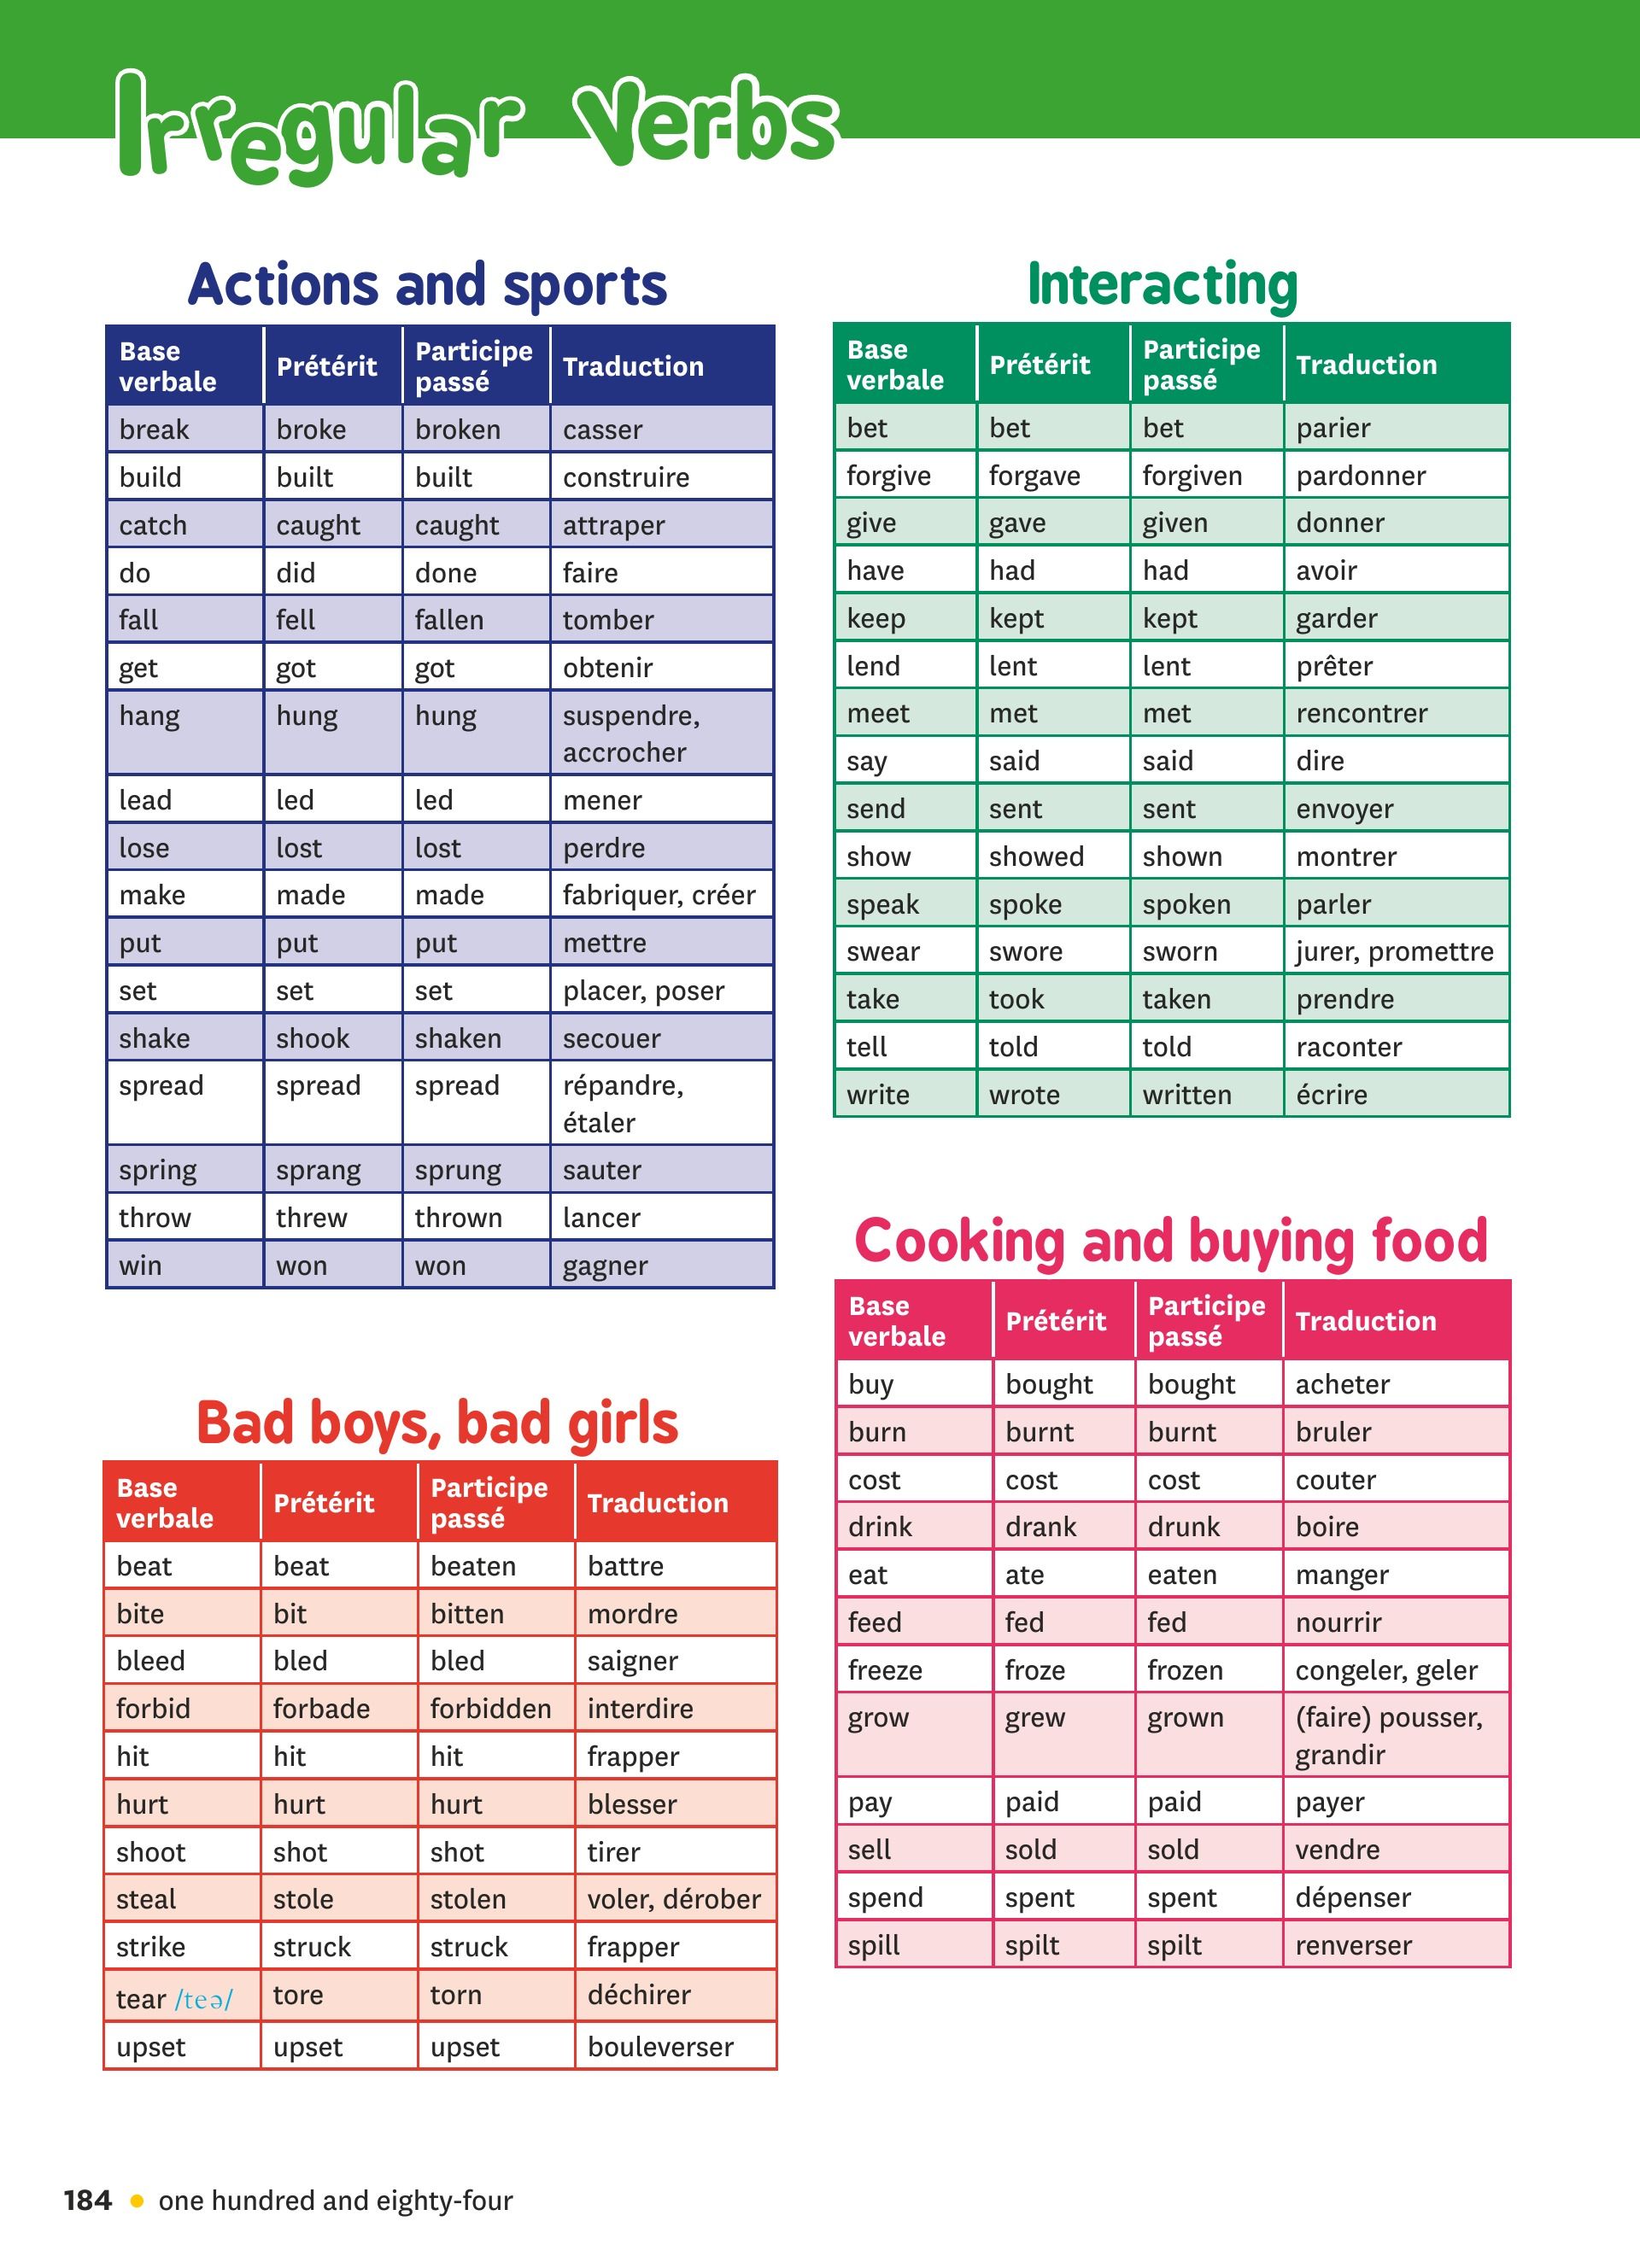 Irregular Verbs
Actions and sports
Base verbale Prétérit Participe passé Traduction
break broke broken casser
build built built construire
catch caught caught attraper
do did done faire
fall fell fallen tomber
get got got obtenir
hang hung hung suspendre,
accrocher
lead led led mener
lose lost lost perdre
make made made fabriquer, créer
put put put mettre
set set set placer, poser
shake shook shaken secouer
spread spread spread répandre,
étaler
spring sprang sprung sauter
throw threw thrown lancer
win won won gagner
Bad boys, bad girls
Base verbale Prétérit Participe passé Traduction
beat beat beaten battre
bite bit bitten mordre
bleed bled bled saigner
forbid forbade forbidden interdire
hit hit hit frapper
hurt hurt hurt blesser
shoot shot shot tirer
steal stole stolen voler, dérober
strike struck struck frapper
tear /teə/ tore torn déchirer
upset upset upset bouleverser
Interacting
Base verbale Prétérit Participe passé Traduction
bet bet bet parier
forgive forgave forgiven pardonner
give gave given donner
have had had avoir
keep kept kept garder
lend lent lent prêter
meet met met rencontrer
say said said dire
send sent sent envoyer
show showed shown montrer
speak spoke spoken parler
swear swore sworn jurer, promettre
take took taken prendre
tell told told raconter
write wrote written écrire
Cooking and buying food
Base verbale Prétérit Participe passé Traduction
buy bought bought acheter
burn burnt burnt bruler
cost cost cost couter
drink drank drunk boire
eat ate eaten manger
feed fed fed nourrir
freeze froze frozen congeler, geler
grow grew grown (faire) pousser,
grandir
pay paid paid payer
sell sold sold vendre
spend spent spent dépenser
spill spilt spilt renverser
184 • one hundred and eighty-four